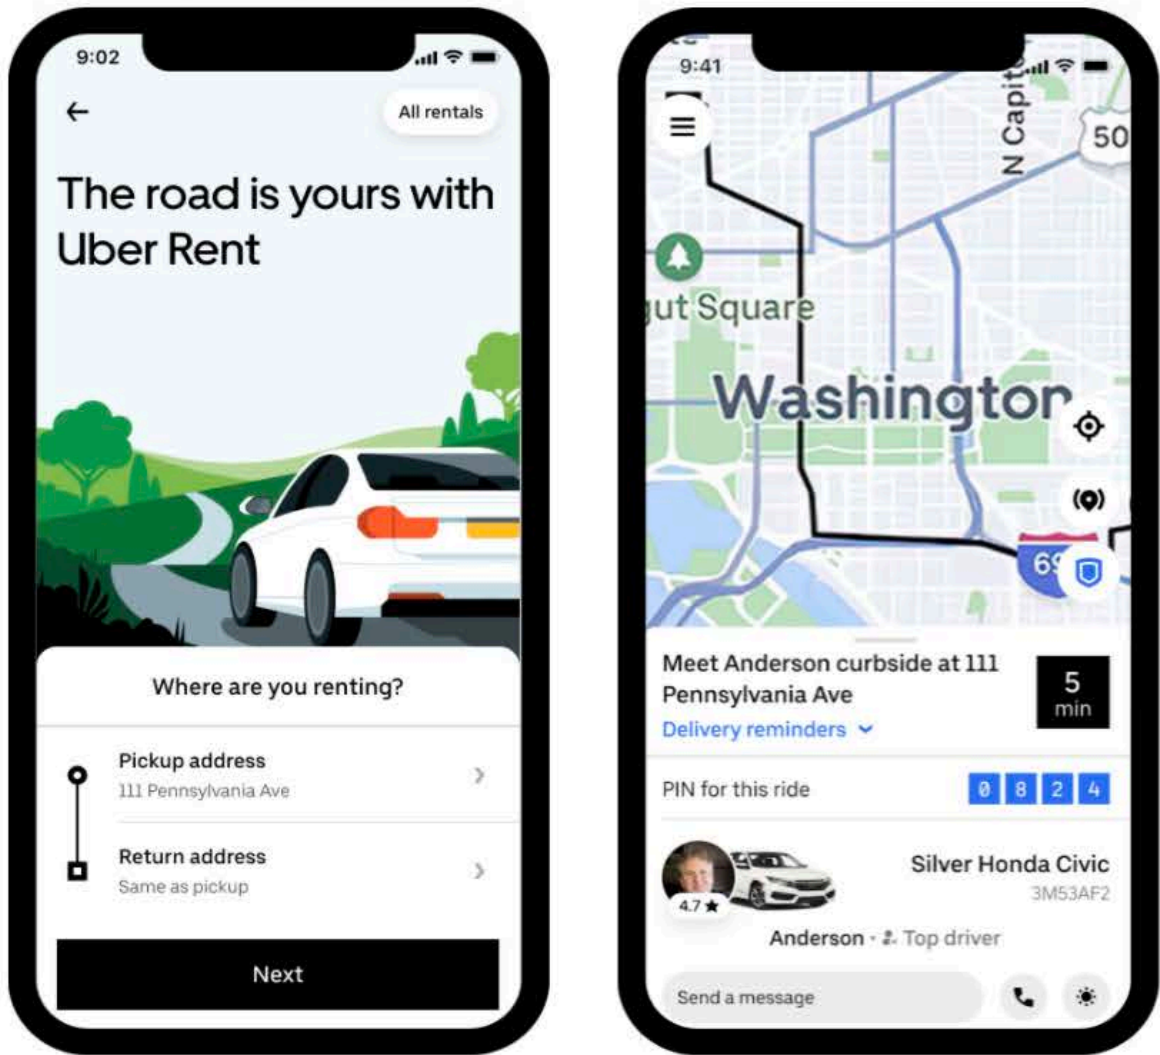 9:02
All rentals
The road is yours with
Uber Rent
Where are you renting?
Pickup address
111 Pennsylvania Ave
Return address
Same as pickup
Next
9:41
N Capito
50
gut Square
Washington
69
Meet Anderson curbside at 111
Pennsylvania Ave
5
min
Delivery reminders
PIN for this ride
0 8 2 4
Silver Honda Civic
3M53AF2
4.7 ★
Anderson · Top driver
Send a message